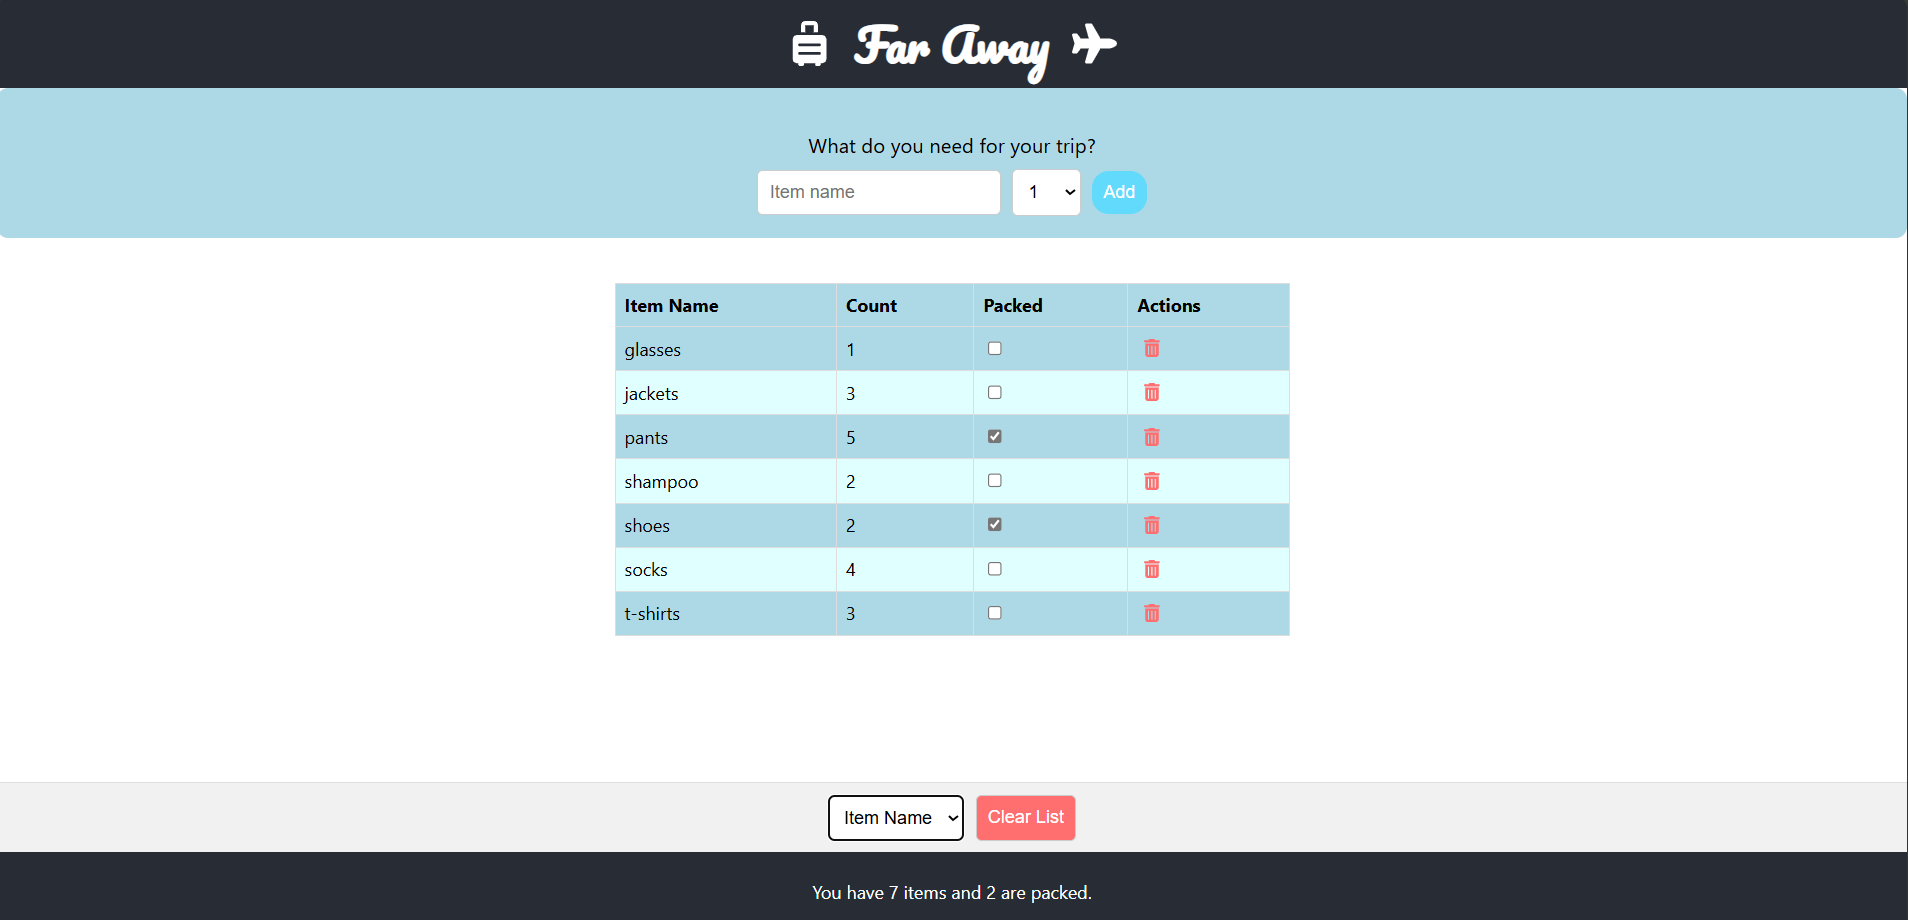 Far Away
What do you need for your trip?
Item name 1 Add
Item Name Count Packed Actions
glasses 1
jackets 3
pants 5
shampoo 2
shoes 2
socks 4
t-shirts 3
Item Name Clear List
You have 7 items and 2 are packed.